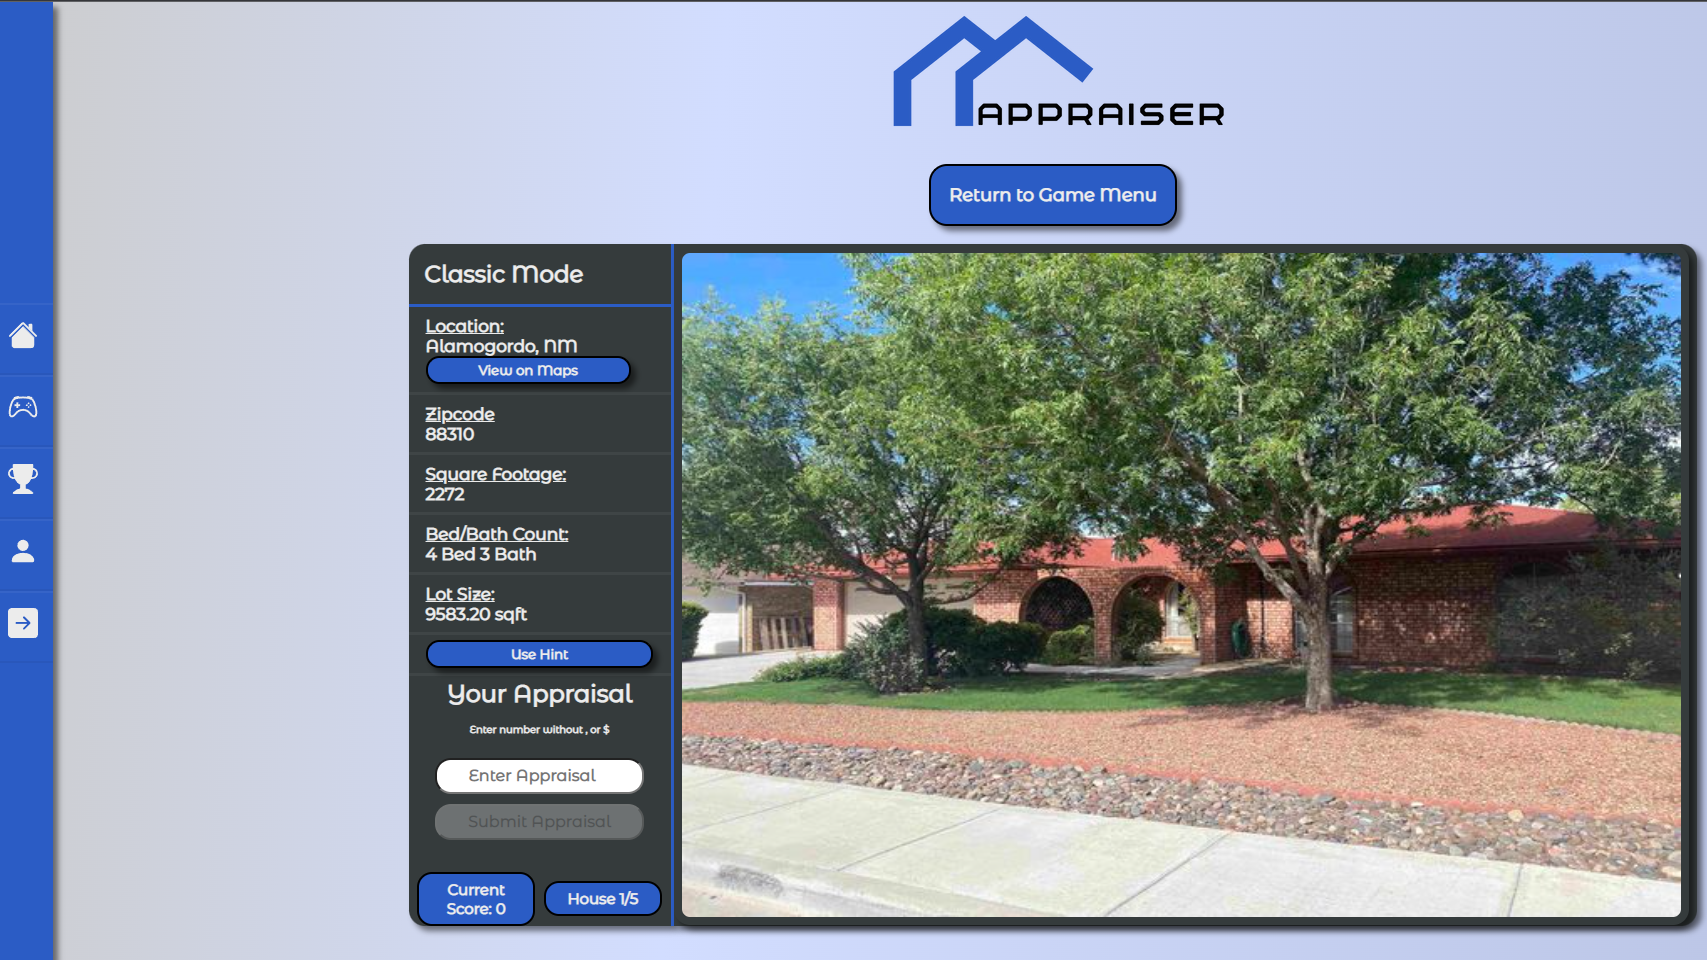 APPRAISER
Return to Game Menu
Classic Mode
Location:
Alamogordo, NM
View on Maps
Zipcode
88310
Square Footage:
2272
Bed/Bath Count:
4 Bed 3 Bath
Lot Size:
9583.20 sqft
Use Hint
Your Appraisal
Enter number without , or $
Enter Appraisal
Submit Appraisal
Current
Score: 0
House 1/5